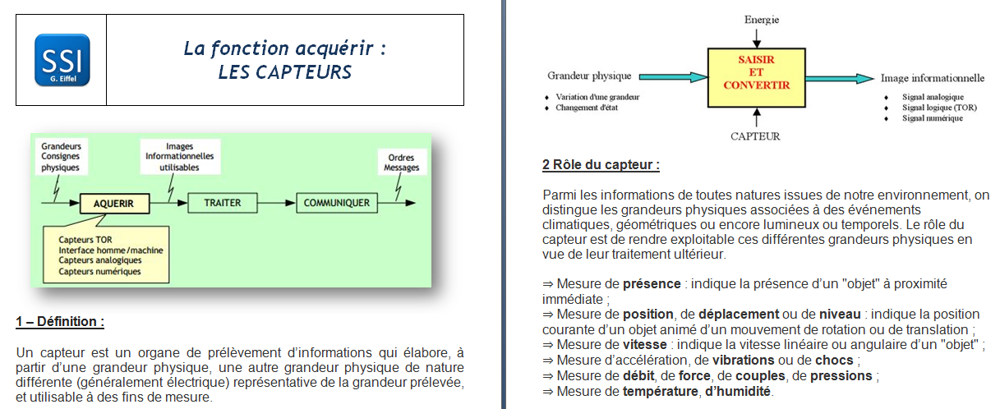 SSI
G. Eiffel
La fonction acquérir :
LES CAPTEURS
Grandeurs
Consignes
physiques
Images
Informationnelles
utilisables
Ordres
Messages
AQUERIR
TRAITER
COMMUNIQUER
Capteurs TOR
Interface homme/machine
Capteurs analogiques
Capteurs numériques
1 – Définition :
Un capteur est un organe de prélèvement d’informations qui élabore, à
partir d’une grandeur physique, une autre grandeur physique de nature
différente (généralement électrique) représentative de la grandeur prélevée,
et utilisable à des fins de mesure.
Energie
SAISIR
ET
CONVERTIR
Grandeur physique
♦ Variation d'une grandeur
♦ Changement d'état
Image informationnelle
♦ Signal analogique
♦ Signal logique (TOR)
♦ Signal numérique
CAPTEUR
2 Rôle du capteur :
Parmi les informations de toutes natures issues de notre environnement, on
distingue les grandeurs physiques associées à des événements
climatiques, géométriques ou encore lumineux ou temporels. Le rôle du
capteur est de rendre exploitable ces différentes grandeurs physiques en
vue de leur traitement ultérieur.
⇒ Mesure de présence : indique la présence d’un "objet" à proximité
immédiate ;
⇒ Mesure de position, de déplacement ou de niveau : indique la position
courante d’un objet animé d’un mouvement de rotation ou de translation ;
⇒ Mesure de vitesse : indique la vitesse linéaire ou angulaire d’un "objet" ;
⇒ Mesure d’accélération, de vibrations ou de chocs ;
⇒ Mesure de débit, de force, de couples, de pressions ;
⇒ Mesure de température, d’humidité.